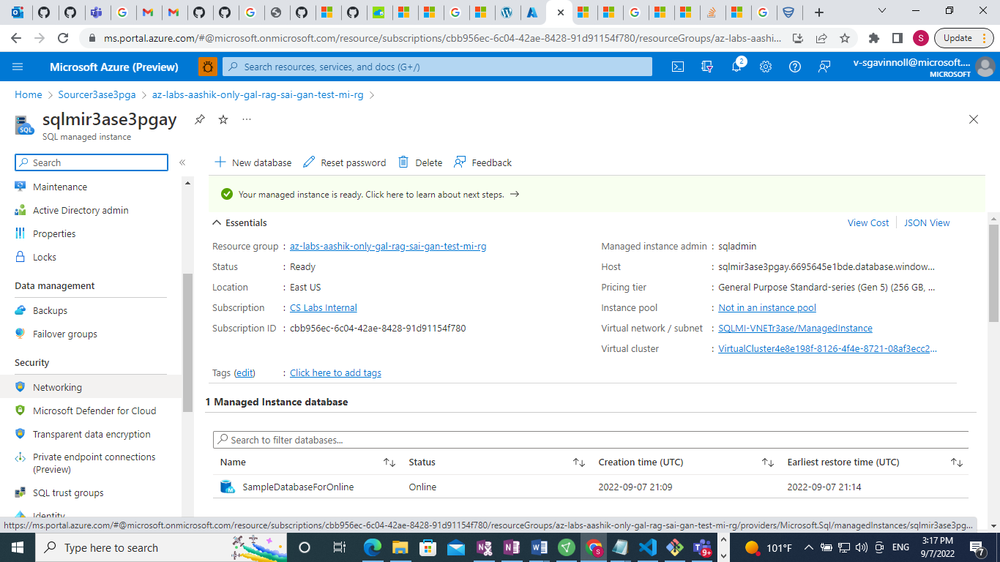 ms.portal.azure.com/#@microsoft.onmicrosoft.com/resource/subscriptions/cbb956ec-6c04-42ae-8428-91d91154f780/resourceGroups/az-labs-aashi...
S
Update
Microsoft Azure (Preview)
Search resources, services, and docs (G+/)
2
v-sgavinnoll@microsoft....
MICROSOFT
Home > Sourcer3ase3pga > az-labs-aashik-only-gal-rag-sai-gan-test-mi-rg >
sqlmir3ase3pgay
SQL
SQL managed instance
Search
Maintenance
Active Directory admin
Properties
Locks
Data management
Backups
Failover groups
Security
Networking
Microsoft Defender for Cloud
Transparent data encryption
Private endpoint connections
(Preview)
SQL trust groups
Identity
New database
Reset password
Delete
Feedback
Your managed instance is ready. Click here to learn about next steps. →
Essentials
View Cost
JSON View
Resource group : az-labs-aashik-only-gal-rag-sai-gan-test-mi-rg
Status : Ready
Location : East US
Subscription : CS Labs Internal
Subscription ID : cbb956ec-6c04-42ae-8428-91d91154f780
Managed instance admin : sqladmin
Host : sqlmir3ase3pgay.6695645e1bde.database.window...
Pricing tier : General Purpose Standard-series (Gen 5) (256 GB, ...
Instance pool : Not in an instance pool
Virtual network / subnet : SQLMI-VNETr3ase/ManagedInstance
Virtual cluster : VirtualCluster4e8e198f-8126-4f4e-8721-08af3ecc2...
Tags (edit) : Click here to add tags
1 Managed Instance database
Search to filter databases...
Name Status Creation time (UTC) Earliest restore time (UTC)
SampleDatabaseForOnline Online 2022-09-07 21:09 2022-09-07 21:14
https://ms.portal.azure.com/#@microsoft.onmicrosoft.com/resource/subscriptions/cbb956ec-6c04-42ae-8428-91d91154f780/resourceGroups/az-labs-aashik-only-gal-rag-sai-gan-test-mi-rg/providers/Microsoft.Sql/managedInstances/sqlmir3ase3pg...
Type here to search
9+
101°F
ENG
3:17 PM
9/7/2022
7